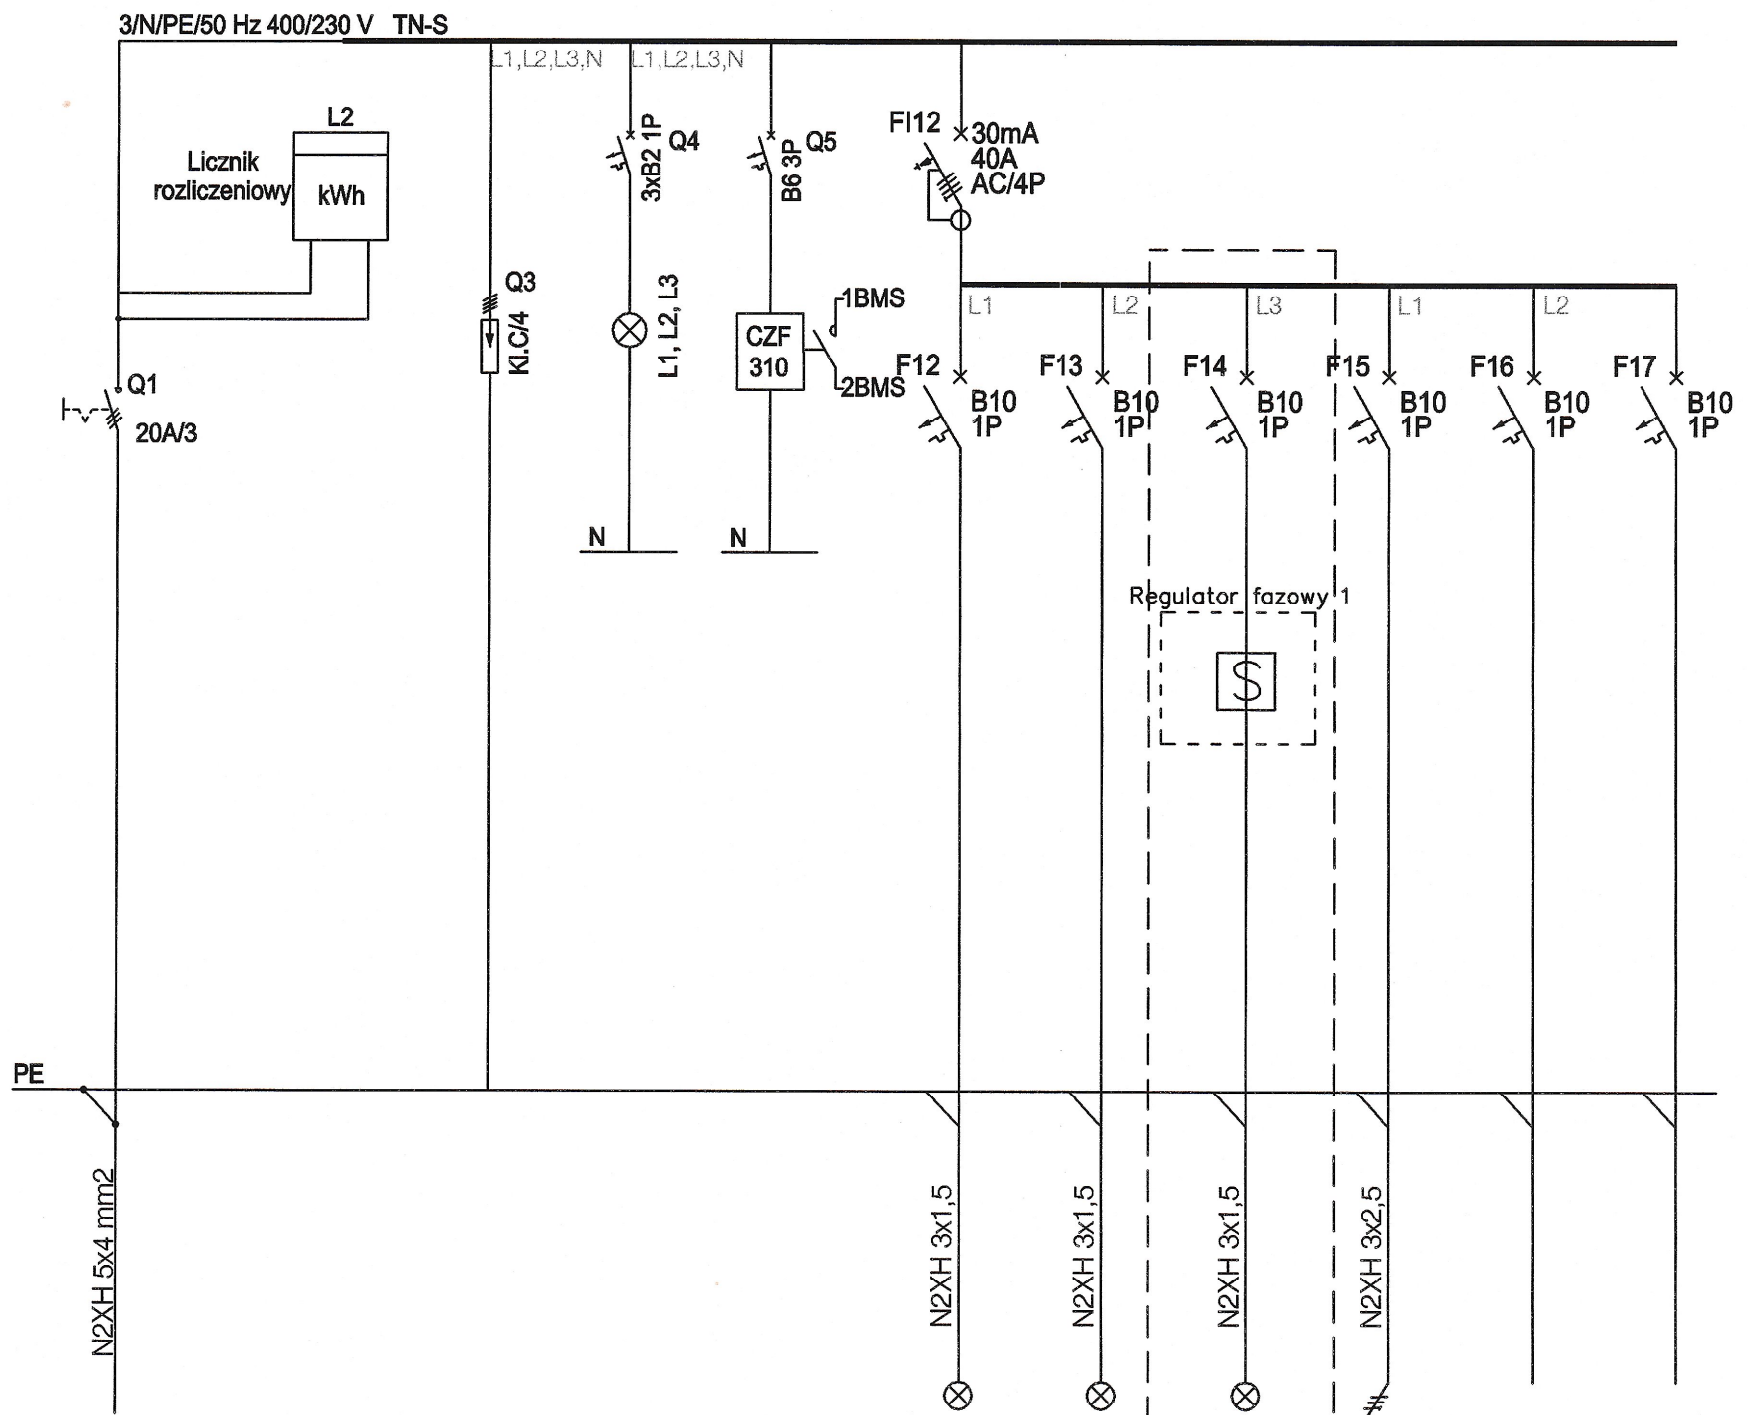 3/N/PE/50 Hz 400/230 V TN-S
L1,L2,L3,N
L1,L2,L3,N
L2
Licznik
rozliczeniowy
kWh
Q1
20A/3
Q3
Kl.C/4
Q4
3xB2 1P
L1, L2, L3
N
Q5
B6 3P
CZF
310
1BMS
2BMS
N
FI12
30mA
40A
AC/4P
L1
L2
L3
L1
L2
F12
B10
1P
F13
B10
1P
F14
B10
1P
F15
B10
1P
F16
B10
1P
F17
B10
1P
Regulator fazowy 1
S
PE
N2XH 5x4 mm2
N2XH 3x1,5
N2XH 3x1,5
N2XH 3x1,5
N2XH 3x2,5